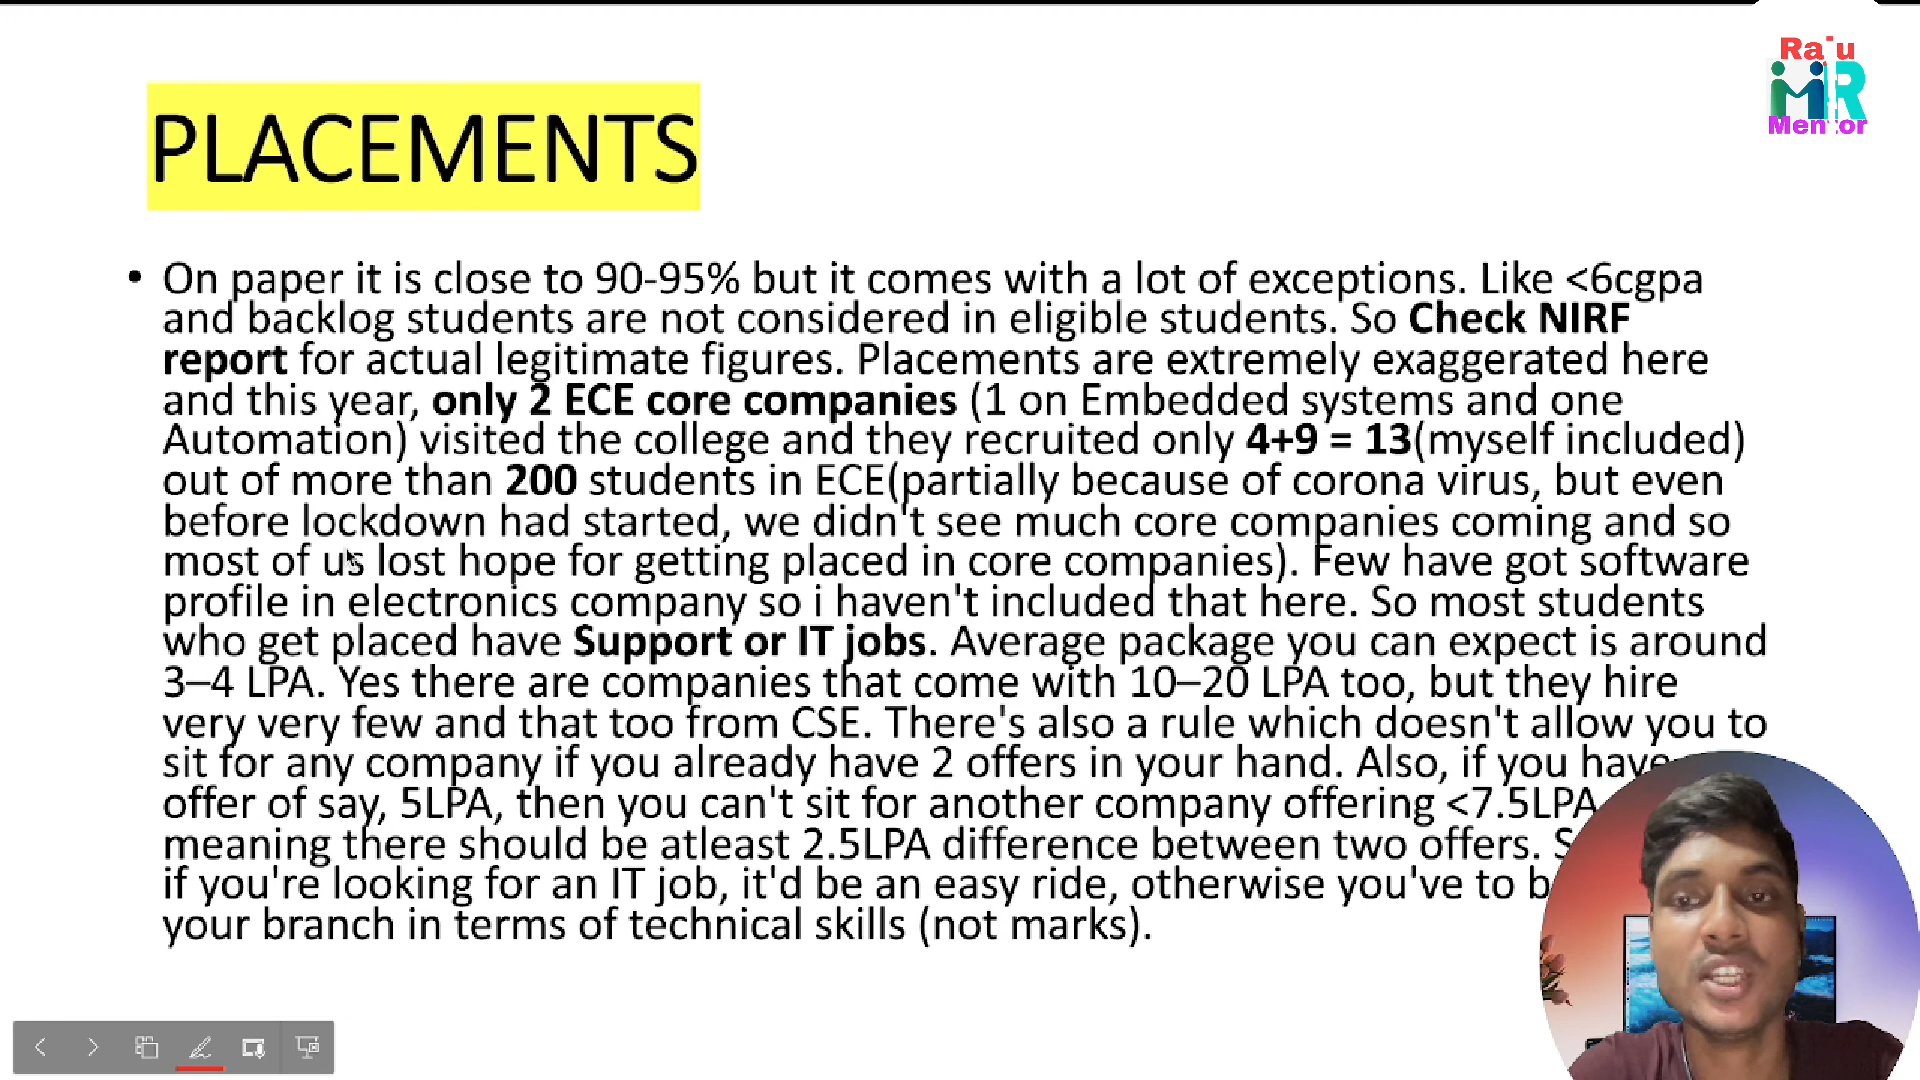 Raju
MR
Mentor
PLACEMENTS
• On paper it is close to 90-95% but it comes with a lot of exceptions. Like <6cgpa
and backlog students are not considered in eligible students. So Check NIRF
report for actual legitimate figures. Placements are extremely exaggerated here
and this year, only 2 ECE core companies (1 on Embedded systems and one
Automation) visited the college and they recruited only 4+9 = 13(myself included)
out of more than 200 students in ECE(partially because of corona virus, but even
before lockdown had started, we didn't see much core companies coming and so
most of us lost hope for getting placed in core companies). Few have got software
profile in electronics company so i haven't included that here. So most students
who get placed have Support or IT jobs. Average package you can expect is around
3–4 LPA. Yes there are companies that come with 10–20 LPA too, but they hire
very very few and that too from CSE. There's also a rule which doesn't allow you to
sit for any company if you already have 2 offers in your hand. Also, if you have
offer of say, 5LPA, then you can't sit for another company offering <7.5LPA
meaning there should be atleast 2.5LPA difference between two offers.
if you're looking for an IT job, it'd be an easy ride, otherwise you've to
your branch in terms of technical skills (not marks).